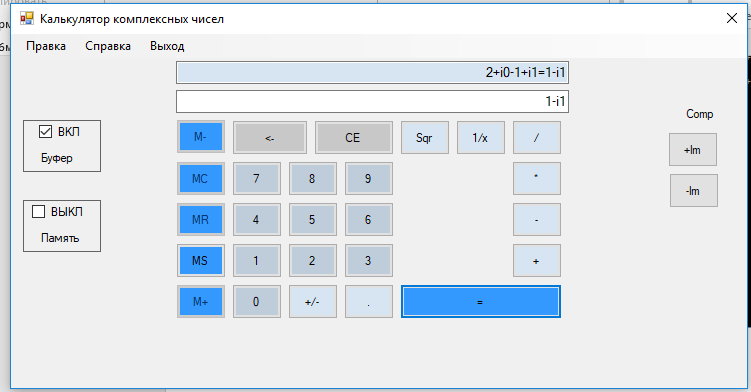 Калькулятор комплексных чисел
Правка Справка Выход
2+i0-1+i1=1-i1
1-i1
ВКЛ
Буфер
M- <- CE Sqr 1/x /
Comp
+Im
MC 7 8 9 *
-Im
ВЫКЛ
Память
MR 4 5 6 -
MS 1 2 3 +
M+ 0 +/- . =